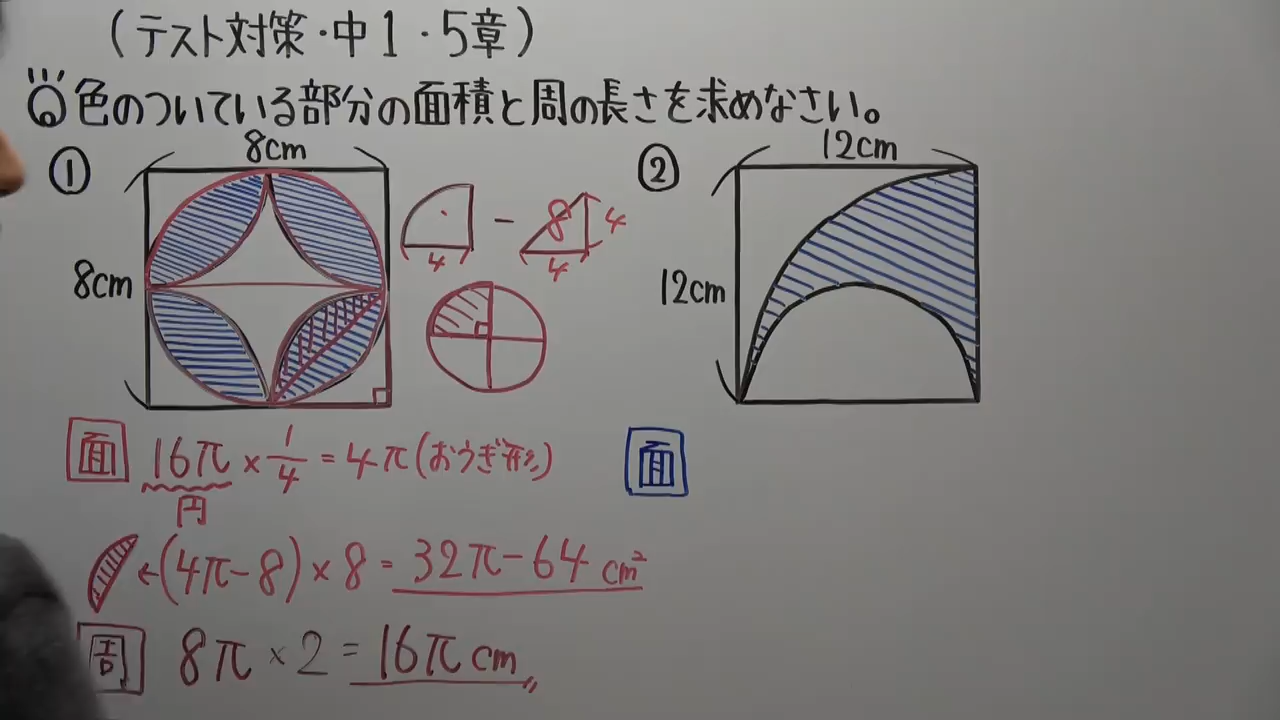 (テスト対策・中1・5章)
Q 色のついている部分の面積と周の長さを求めなさい。
① 8cm
8cm
4 - 8 4
4
② 12cm
12cm
面 16π × 1/4 = 4π (おうぎ形)
円
←(4π-8)×8=32π-64 cm²
周 8π×2=16πcm
面